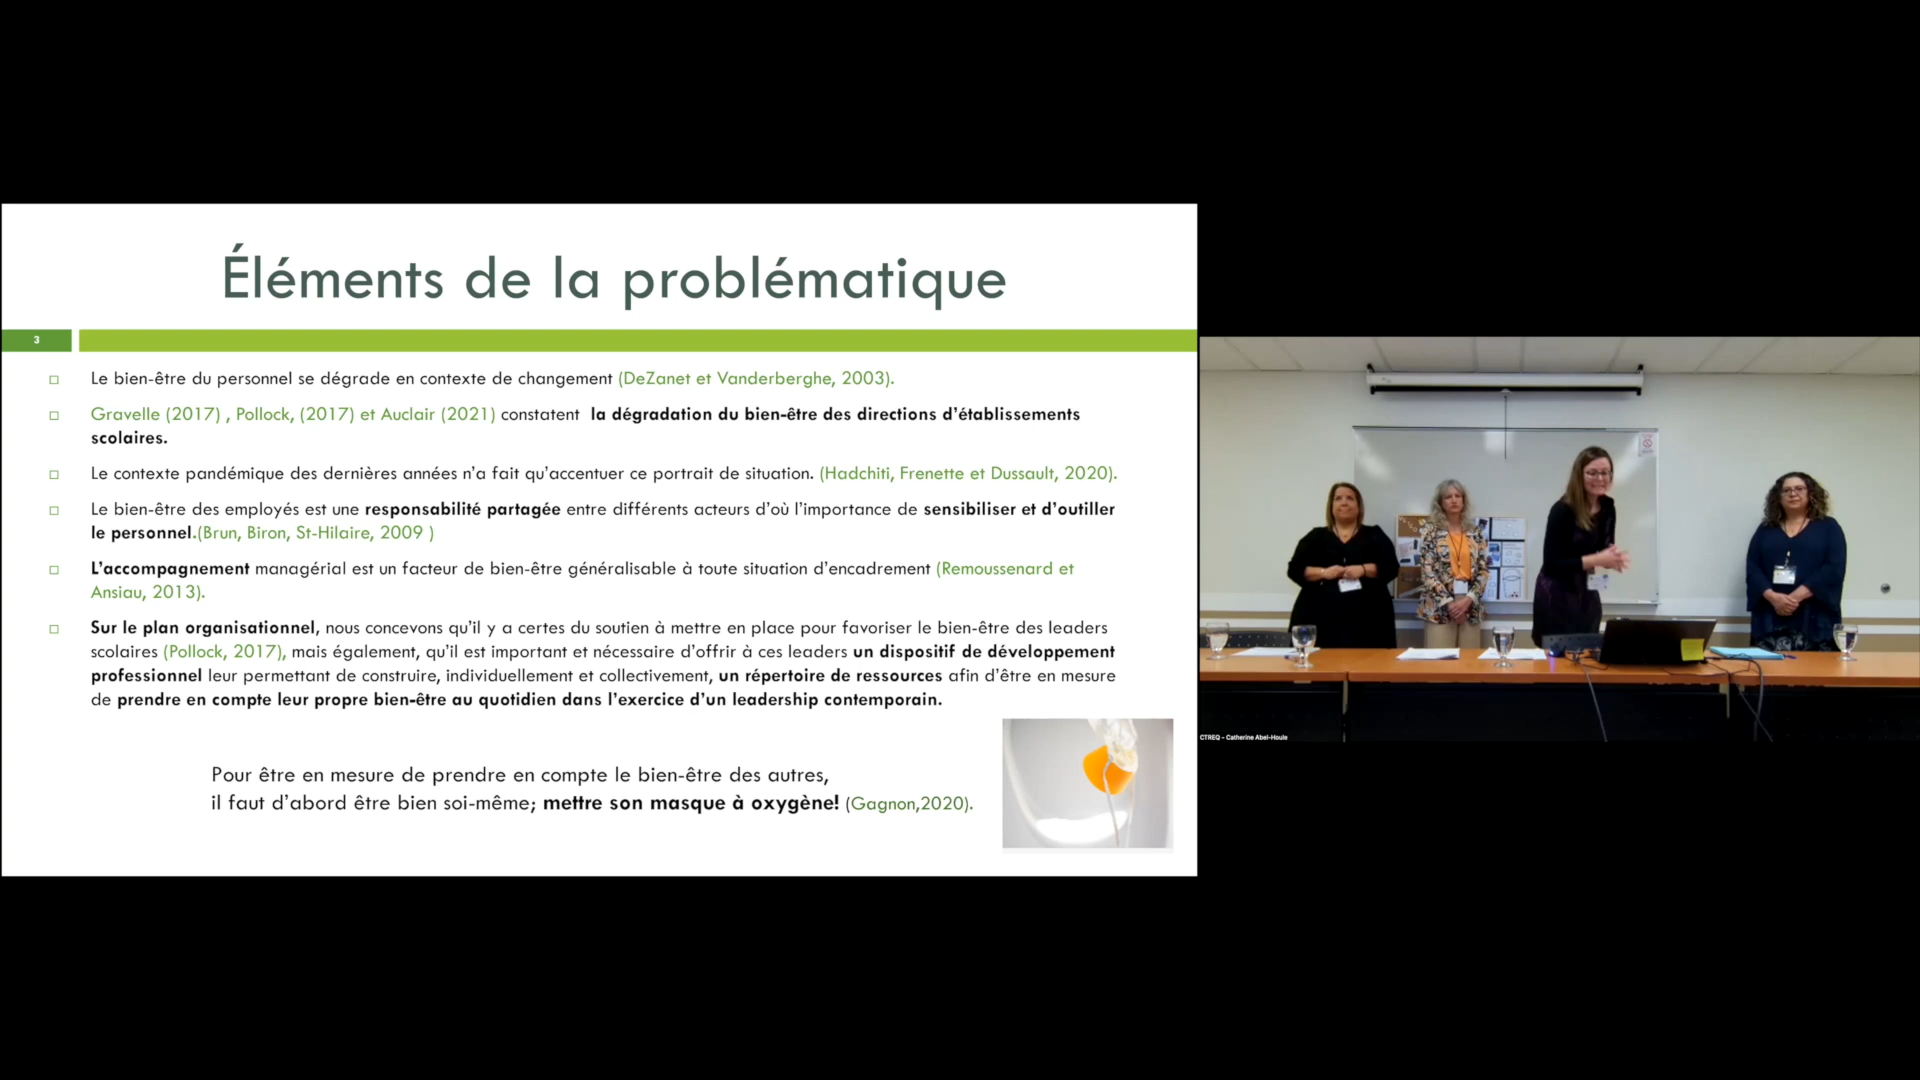 Éléments de la problématique
3
Le bien-être du personnel se dégrade en contexte de changement (DeZanet et Vanderberghe, 2003).
Gravelle (2017) , Pollock, (2017) et Auclair (2021) constatent la dégradation du bien-être des directions d'établissements
scolaires.
Le contexte pandémique des dernières années n'a fait qu'accentuer ce portrait de situation. (Hadchiti, Frenette et Dussault, 2020).
Le bien-être des employés est une responsabilité partagée entre différents acteurs d'où l'importance de sensibiliser et d'outiller
le personnel.(Brun, Biron, St-Hilaire, 2009 )
L'accompagnement managérial est un facteur de bien-être généralisable à toute situation d'encadrement (Remoussenard et
Ansiau, 2013).
Sur le plan organisationnel, nous concevons qu'il y a certes du soutien à mettre en place pour favoriser le bien-être des leaders
scolaires (Pollock, 2017), mais également, qu'il est important et nécessaire d'offrir à ces leaders un dispositif de développement
professionnel leur permettant de construire, individuellement et collectivement, un répertoire de ressources afin d'être en mesure
de prendre en compte leur propre bien-être au quotidien dans l'exercice d'un leadership contemporain.
Pour être en mesure de prendre en compte le bien-être des autres,
il faut d'abord être bien soi-même; mettre son masque à oxygène! (Gagnon,2020).
CTREQ - Catherine Abel-Houle